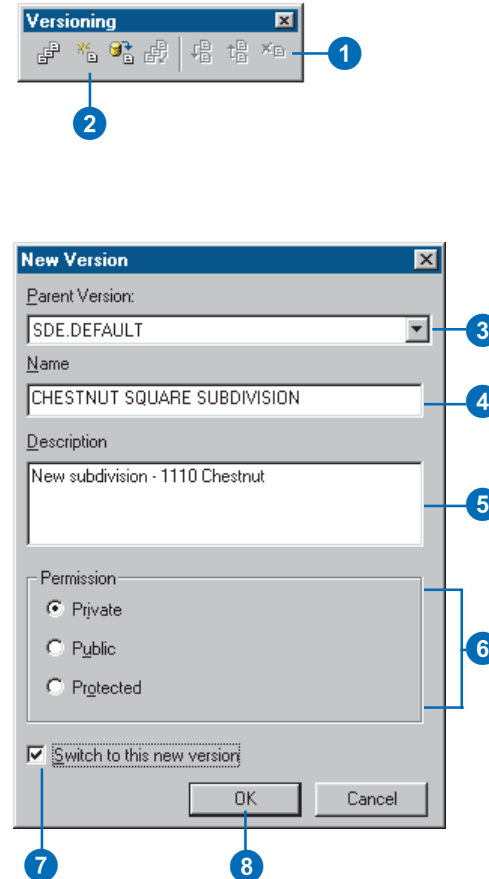 Versioning
1
2
New Version
Parent Version:
SDE.DEFAULT
3
Name
CHESTNUT SQUARE SUBDIVISION
4
Description
New subdivision - 1110 Chestnut
5
Permission
Private
Public
6
Protected
Switch to this new version
OK
Cancel
7
8